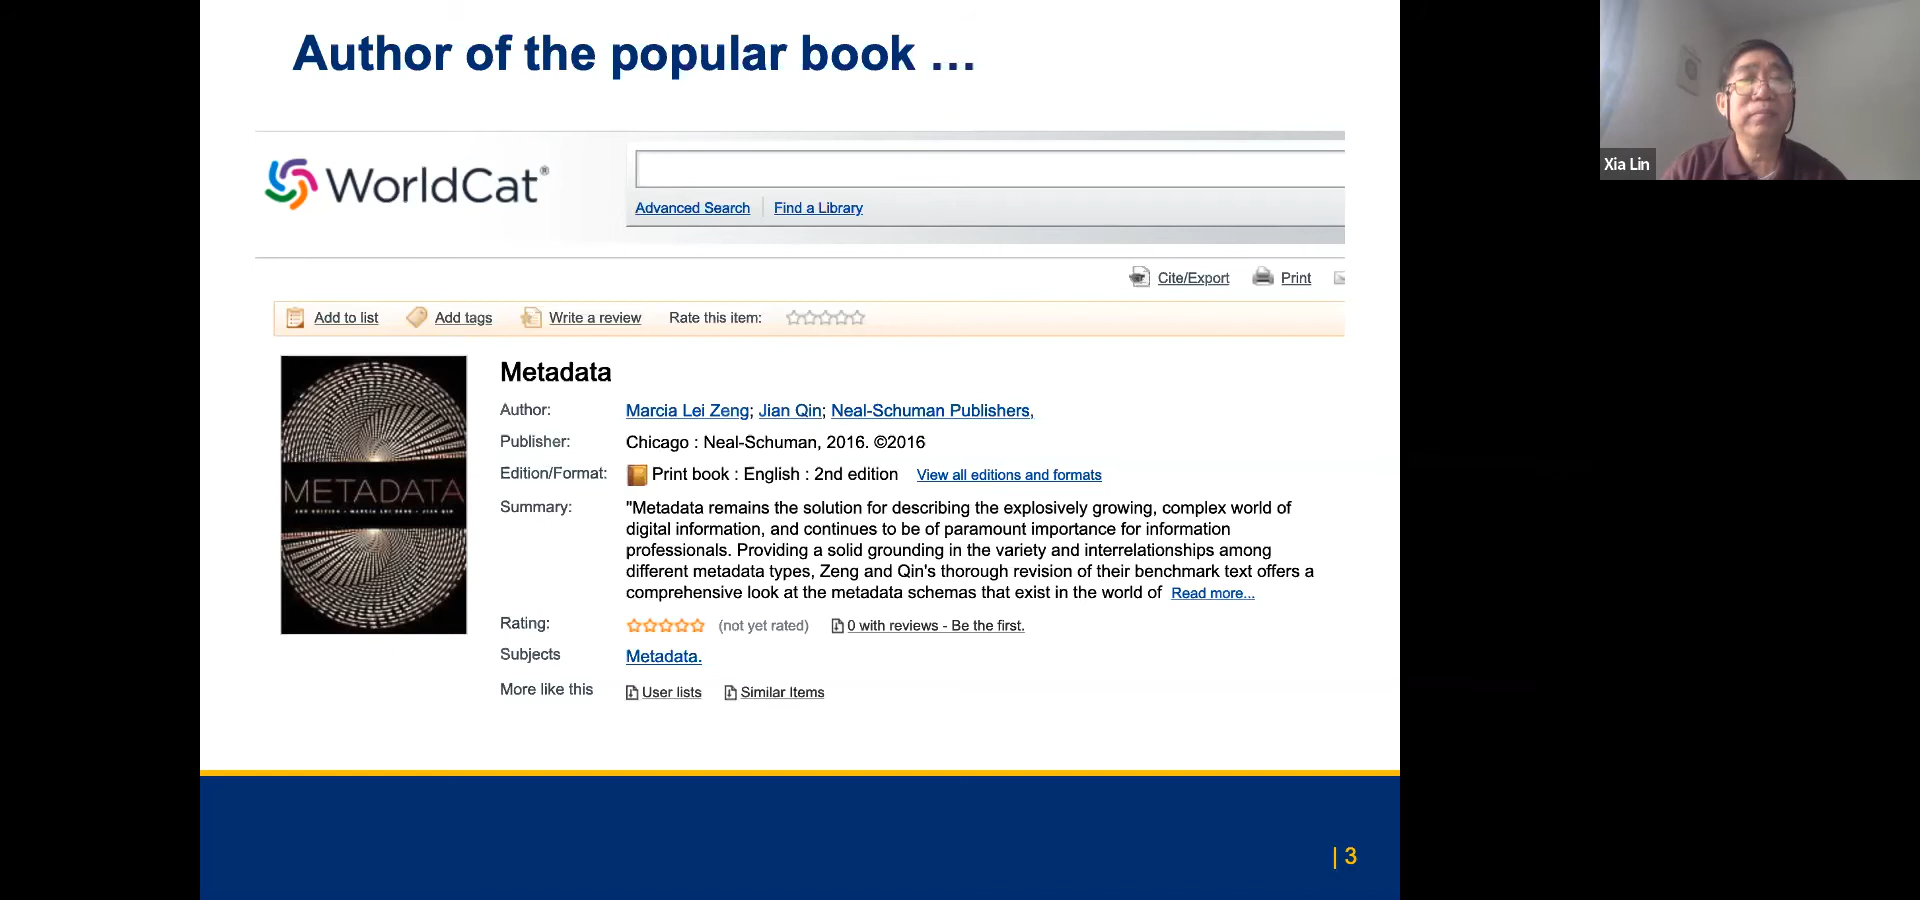 Author of the popular book ...
WorldCat®
Advanced Search
Find a Library
Cite/Export
Print
Add to list
Add tags
Write a review
Rate this item:
METADATA
2ND EDITION • MARCIA LEI ZENG • JIAN QIN
Metadata
Author: Marcia Lei Zeng; Jian Qin; Neal-Schuman Publishers,
Publisher: Chicago : Neal-Schuman, 2016. ©2016
Edition/Format: Print book : English : 2nd edition View all editions and formats
Summary: "Metadata remains the solution for describing the explosively growing, complex world of
digital information, and continues to be of paramount importance for information
professionals. Providing a solid grounding in the variety and interrelationships among
different metadata types, Zeng and Qin's thorough revision of their benchmark text offers a
comprehensive look at the metadata schemas that exist in the world of Read more...
Rating: (not yet rated) 0 with reviews - Be the first.
Subjects Metadata.
More like this User lists Similar Items
| 3
Xia Lin